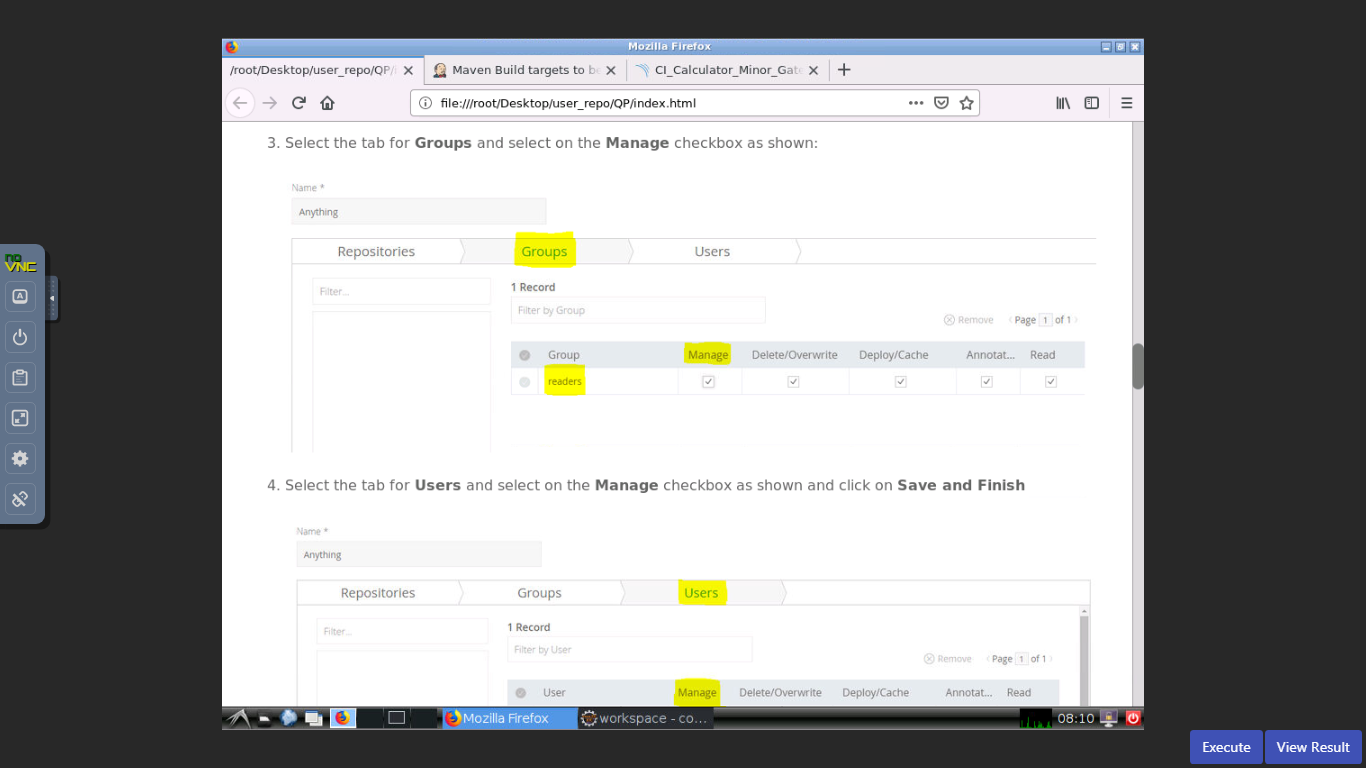 Mozilla Firefox
/root/Desktop/user_repo/QP/i
Maven Build targets to be
CI_Calculator_Minor_Gate
file:///root/Desktop/user_repo/QP/index.html
3. Select the tab for Groups and select on the Manage checkbox as shown:
Name *
Anything
Repositories Groups Users
Filter...
1 Record
Filter by Group
Remove Page 1 of 1
Group Manage Delete/Overwrite Deploy/Cache Annotat... Read
readers
4. Select the tab for Users and select on the Manage checkbox as shown and click on Save and Finish
Name *
Anything
Repositories Groups Users
Filter...
1 Record
Filter by User
Remove Page 1 of 1
User Manage Delete/Overwrite Deploy/Cache Annotat... Read
Mozilla Firefox workspace - co... 08:10
no
VNC
A
Execute View Result